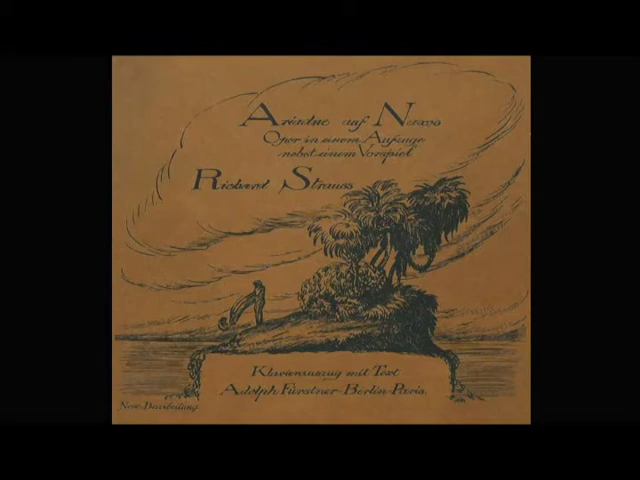 Ariadne auf Naxos
Oper in einem Aufzuge
nebst einem Vorspiel
Richard Strauss
Klavierauszug mit Text
Adolph Fürstner-Berlin-Paris.
Neue Bearbeitung